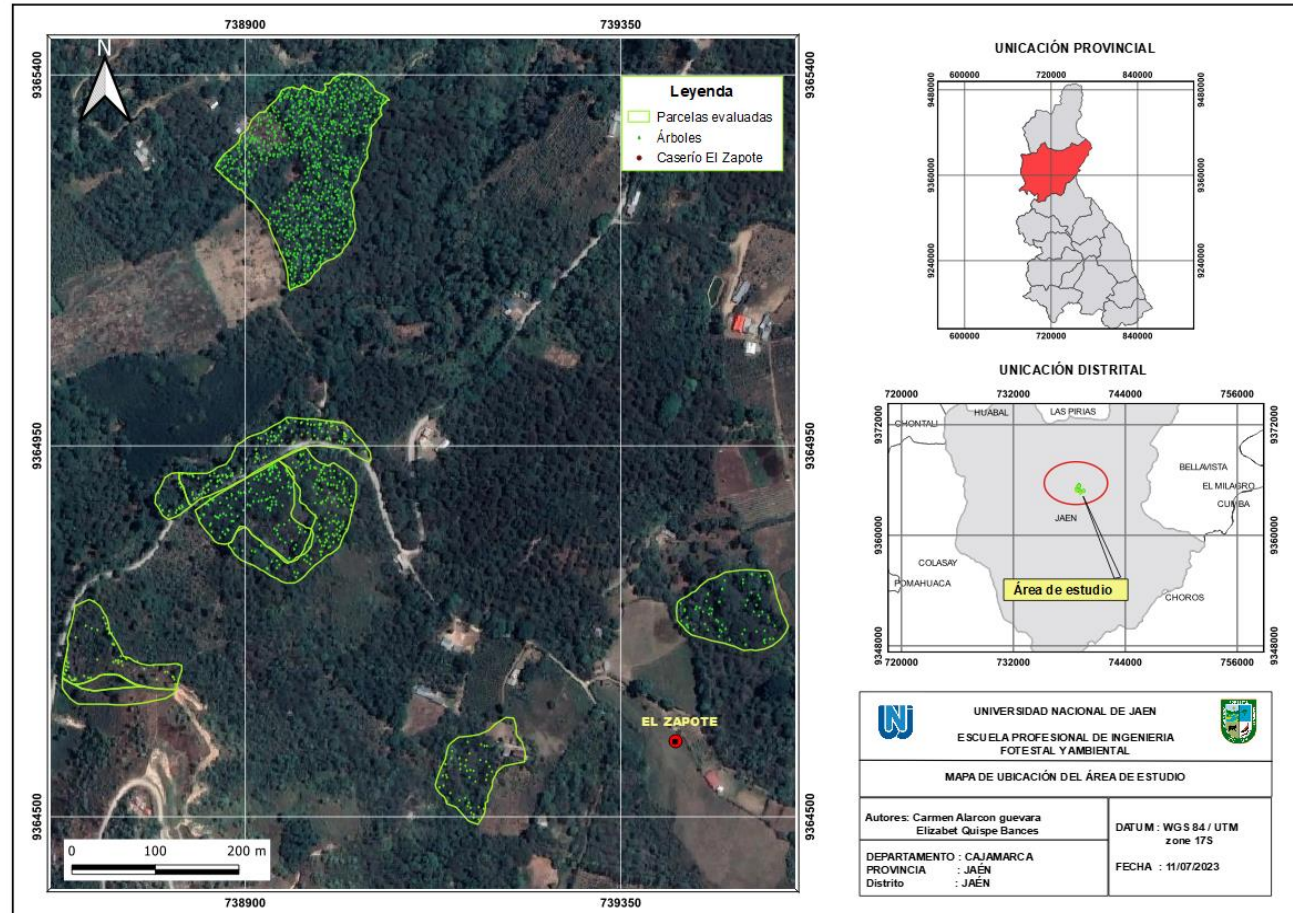 738900
739350
9365400
9365400
N
Leyenda
Parcelas evaluadas
Árboles
Caserío El Zapote
9364950
9364950
EL ZAPOTE
9364500
9364500
0 100 200 m
738900
739350
UNICACIÓN PROVINCIAL
600000 720000 840000
9480000
9480000
9360000
9360000
9240000
9240000
600000 720000 840000
UNICACIÓN DISTRITAL
720000 732000 744000 756000
9372000
9372000
HUABAL
LAS PIRIAS
CHONTALI
BELLAVISTA
EL MILAGRO
CUMBA
JAEN
9360000
9360000
COLASAY
POMAHUACA
Área de estudio
CHOROS
9348000
9348000
720000 732000 744000 756000
UNJ
UNIVERSIDAD NACIONAL DE JAEN
ESCUELA PROFESIONAL DE INGENIERIA
FOTESTAL Y AMBIENTAL
MAPA DE UBICACIÓN DEL ÁREA DE ESTUDIO
Autores: Carmen Alarcon guevara
Elizabet Quispe Bances
DATUM : WGS 84 / UTM
zone 17S
DEPARTAMENTO : CAJAMARCA
PROVINCIA : JAÉN
Distrito : JAÉN
FECHA : 11/07/2023